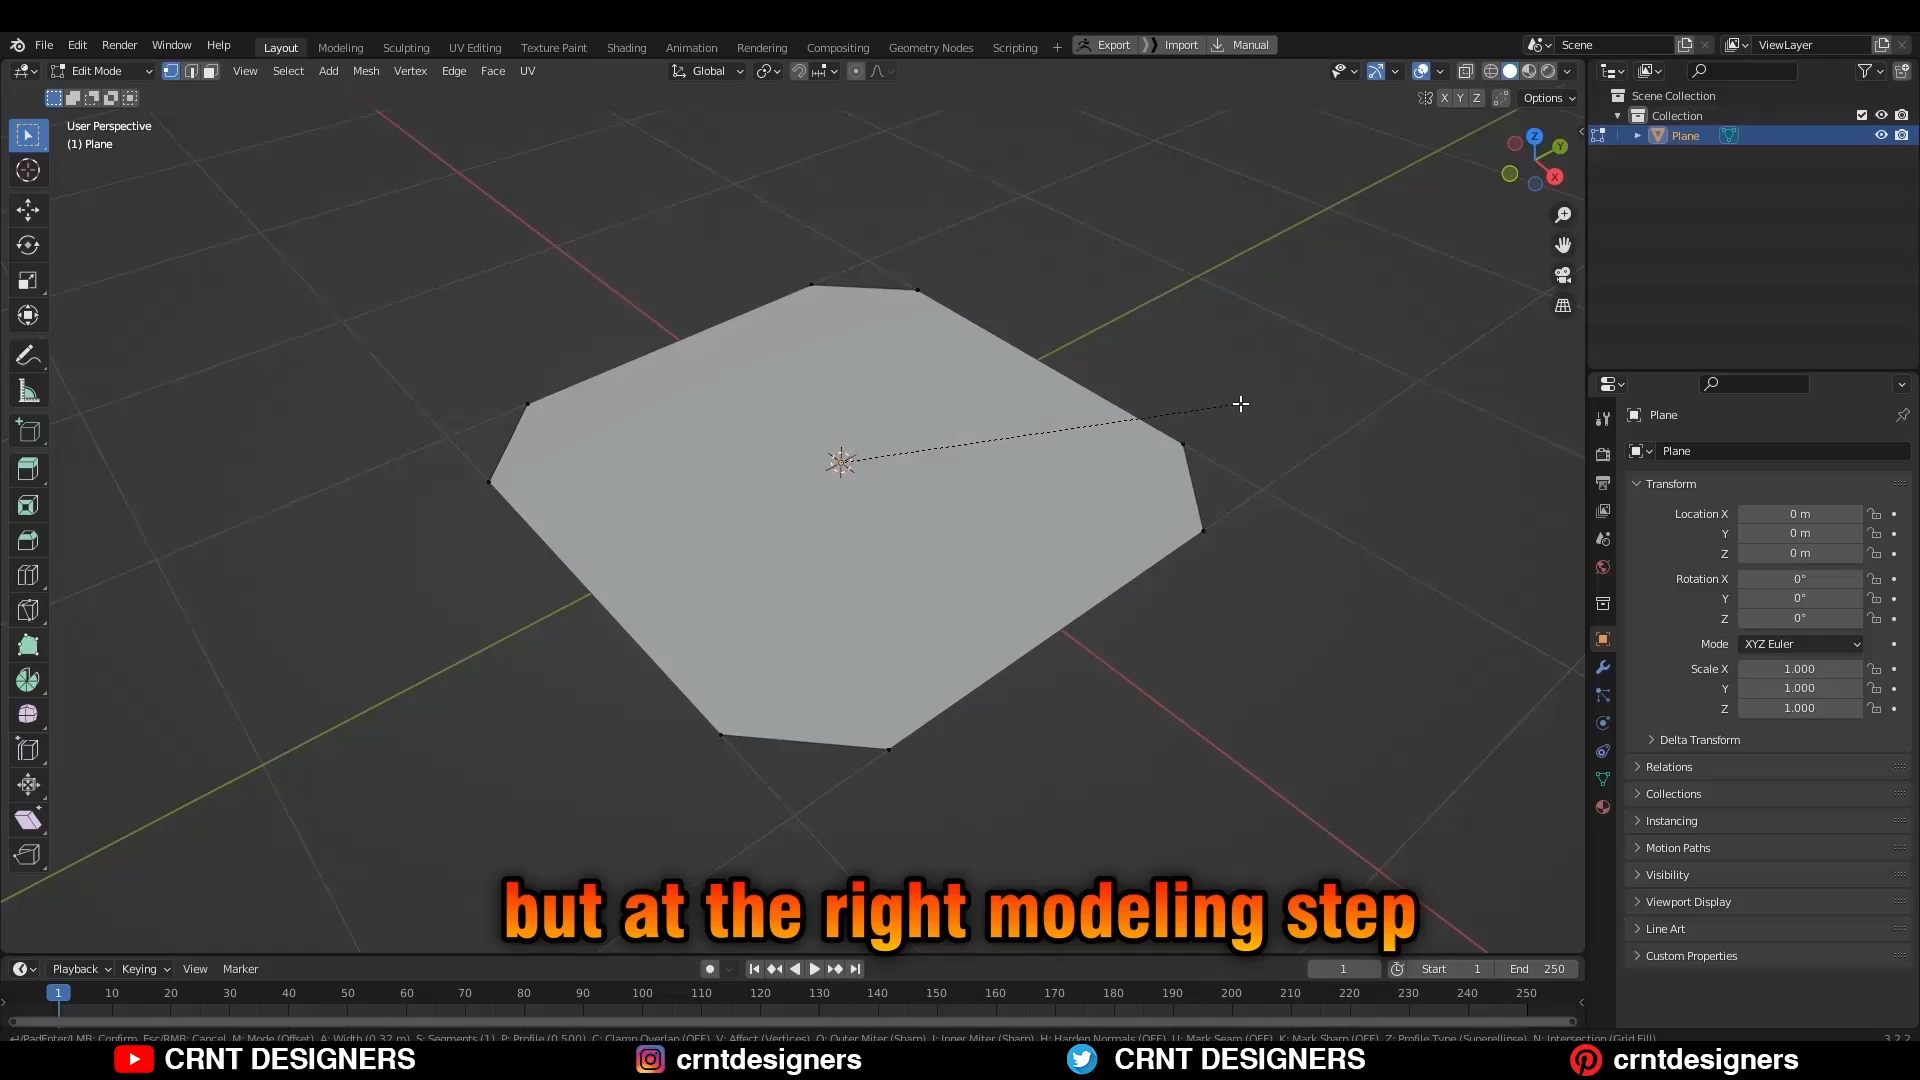 File Edit Render Window Help Layout Modeling Sculpting UV Editing Texture Paint Shading Animation Rendering Compositing Geometry Nodes Scripting + Export Import Manual Scene ViewLayer
Edit Mode View Select Add Mesh Vertex Edge Face UV Global
X Y Z Options
User Perspective
(1) Plane
Z
Y
X
Scene Collection
Collection
Plane
Plane
Plane
Transform
Location X 0 m
Y 0 m
Z 0 m
Rotation X 0°
Y 0°
Z 0°
Mode XYZ Euler
Scale X 1.000
Y 1.000
Z 1.000
Delta Transform
Relations
Collections
Instancing
Motion Paths
Visibility
Viewport Display
Line Art
Custom Properties
but at the right modeling step
Playback Keying View Marker 1 Start 1 End 250
1 10 20 30 40 50 60 70 80 90 100 110 120 130 140 150 160 170 180 190 200 210 220 230 240 250
CRNT DESIGNERS crntdesigners CRNT DESIGNERS crntdesigners